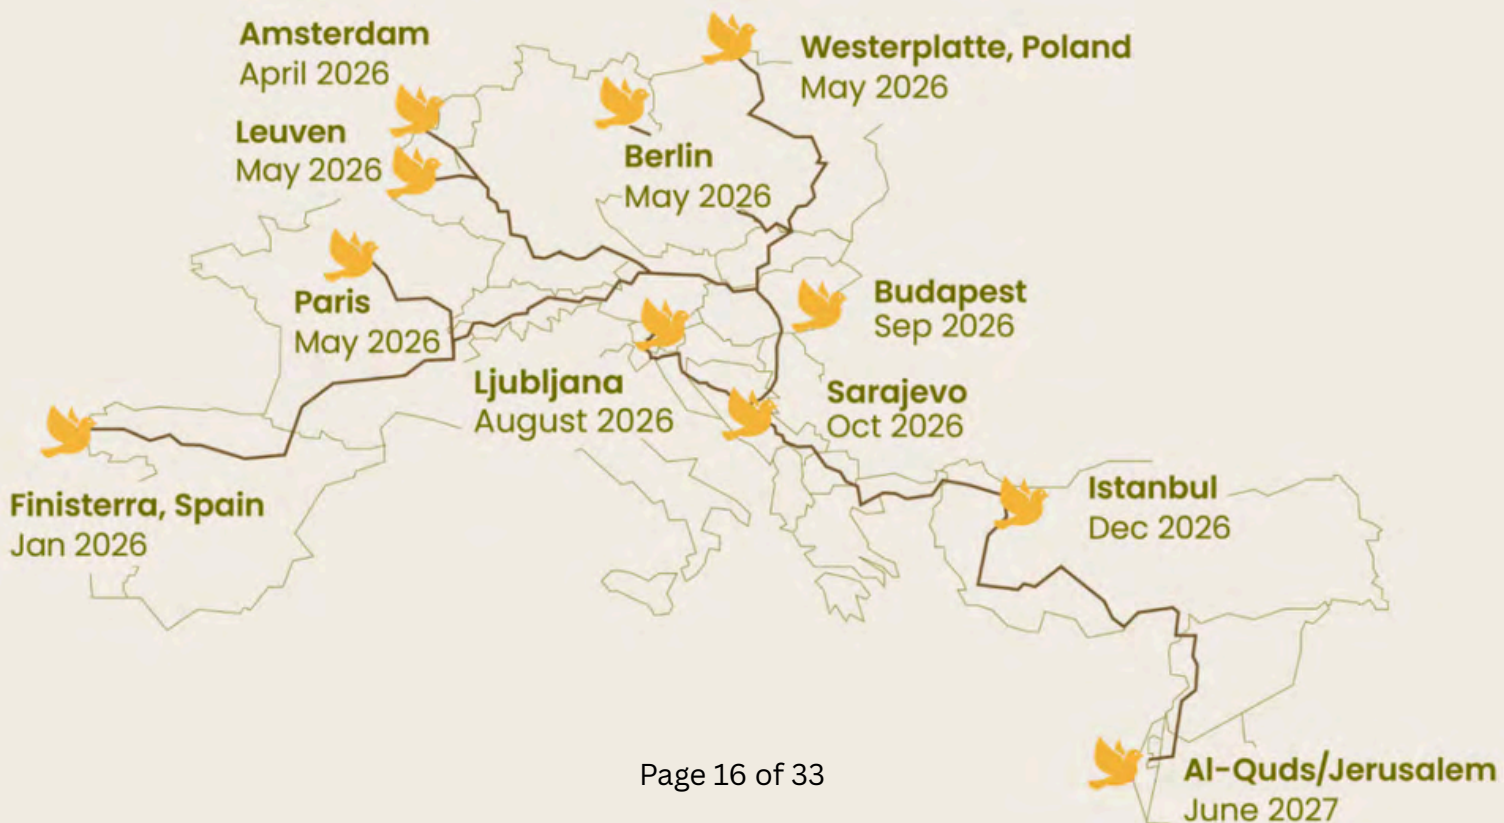 Amsterdam
April 2026
Westerplatte, Poland
May 2026
Leuven
May 2026
Berlin
May 2026
Paris
May 2026
Budapest
Sep 2026
Ljubljana
August 2026
Sarajevo
Oct 2026
Finisterra, Spain
Jan 2026
Istanbul
Dec 2026
Al-Quds/Jerusalem
June 2027
Page 16 of 33